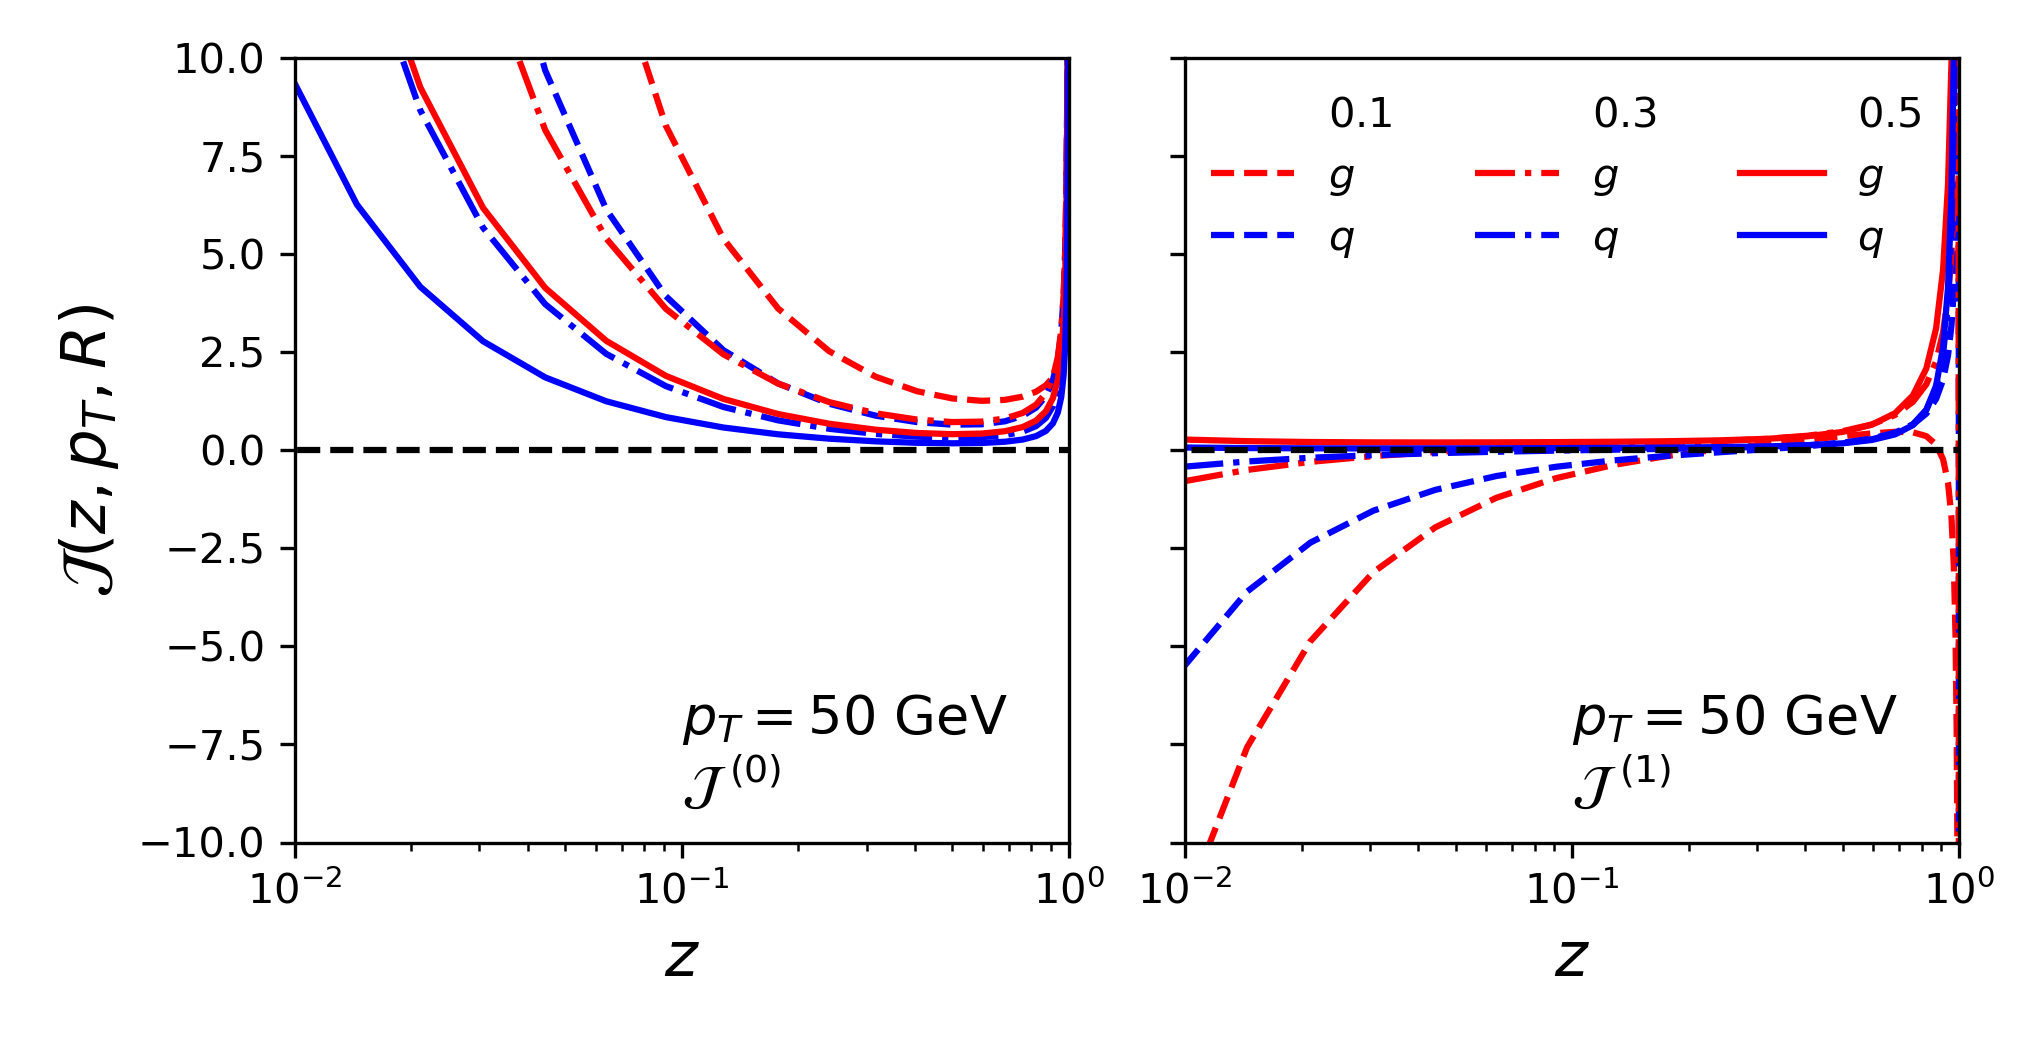 𝒥(z, p_T, R)
10.0
7.5
5.0
2.5
0.0
−2.5
−5.0
−7.5
−10.0
p_T = 50 GeV
𝒥^(0)
10^−2
10^−1
10^0
z
0.1 0.3 0.5
g g g
q q q
p_T = 50 GeV
𝒥^(1)
10^−2
10^−1
10^0
z